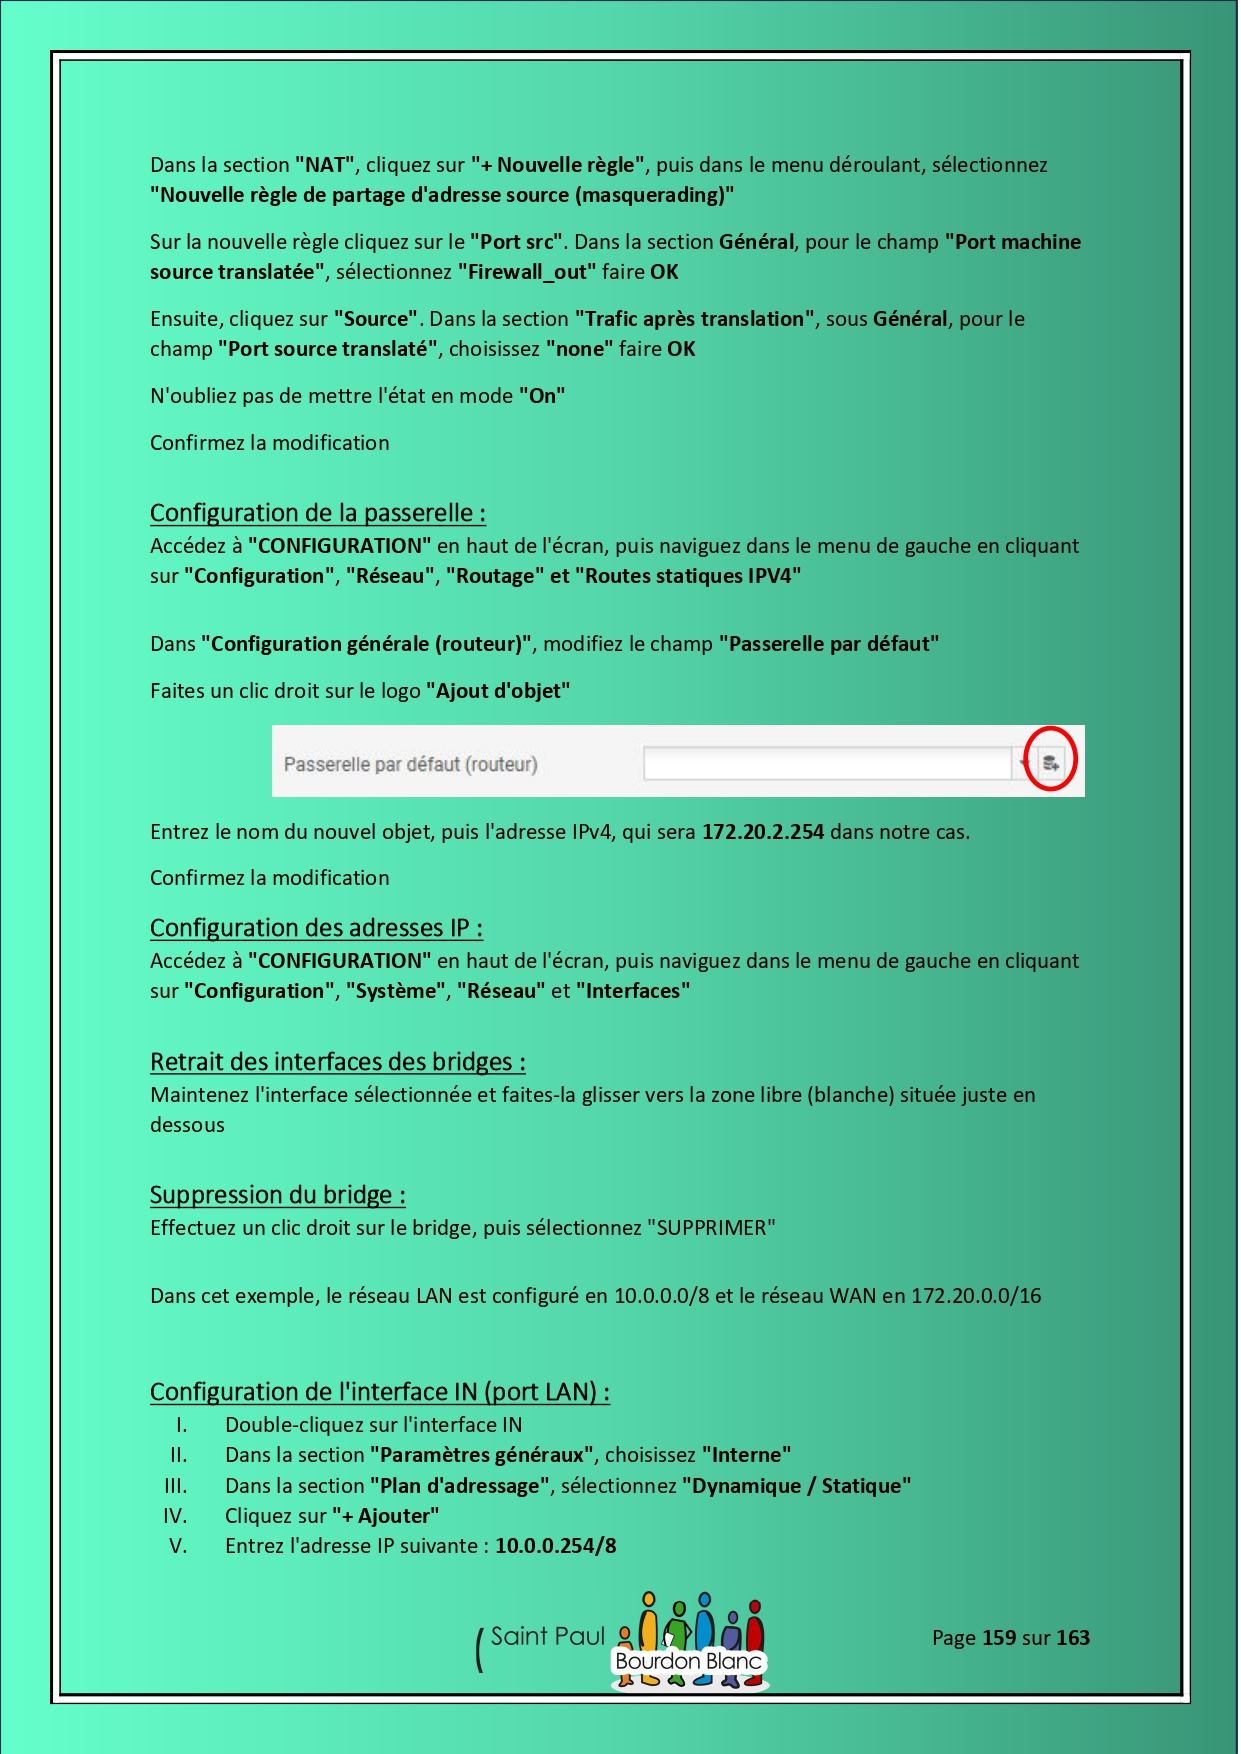 Dans la section "NAT", cliquez sur "+ Nouvelle règle", puis dans le menu déroulant, sélectionnez
"Nouvelle règle de partage d'adresse source (masquerading)"
Sur la nouvelle règle cliquez sur le "Port src". Dans la section Général, pour le champ "Port machine
source translatée", sélectionnez "Firewall_out" faire OK
Ensuite, cliquez sur "Source". Dans la section "Trafic après translation", sous Général, pour le
champ "Port source translaté", choisissez "none" faire OK
N'oubliez pas de mettre l'état en mode "On"
Confirmez la modification
Configuration de la passerelle :
Accédez à "CONFIGURATION" en haut de l'écran, puis naviguez dans le menu de gauche en cliquant
sur "Configuration", "Réseau", "Routage" et "Routes statiques IPV4"
Dans "Configuration générale (routeur)", modifiez le champ "Passerelle par défaut"
Faites un clic droit sur le logo "Ajout d'objet"
Passerelle par défaut (routeur)
Entrez le nom du nouvel objet, puis l'adresse IPv4, qui sera 172.20.2.254 dans notre cas.
Confirmez la modification
Configuration des adresses IP :
Accédez à "CONFIGURATION" en haut de l'écran, puis naviguez dans le menu de gauche en cliquant
sur "Configuration", "Système", "Réseau" et "Interfaces"
Retrait des interfaces des bridges :
Maintenez l'interface sélectionnée et faites-la glisser vers la zone libre (blanche) située juste en
dessous
Suppression du bridge :
Effectuez un clic droit sur le bridge, puis sélectionnez "SUPPRIMER"
Dans cet exemple, le réseau LAN est configuré en 10.0.0.0/8 et le réseau WAN en 172.20.0.0/16
Configuration de l'interface IN (port LAN) :
I. Double-cliquez sur l'interface IN
II. Dans la section "Paramètres généraux", choisissez "Interne"
III. Dans la section "Plan d'adressage", sélectionnez "Dynamique / Statique"
IV. Cliquez sur "+ Ajouter"
V. Entrez l'adresse IP suivante : 10.0.0.254/8
Saint Paul
Bourdon Blanc
Page 159 sur 163